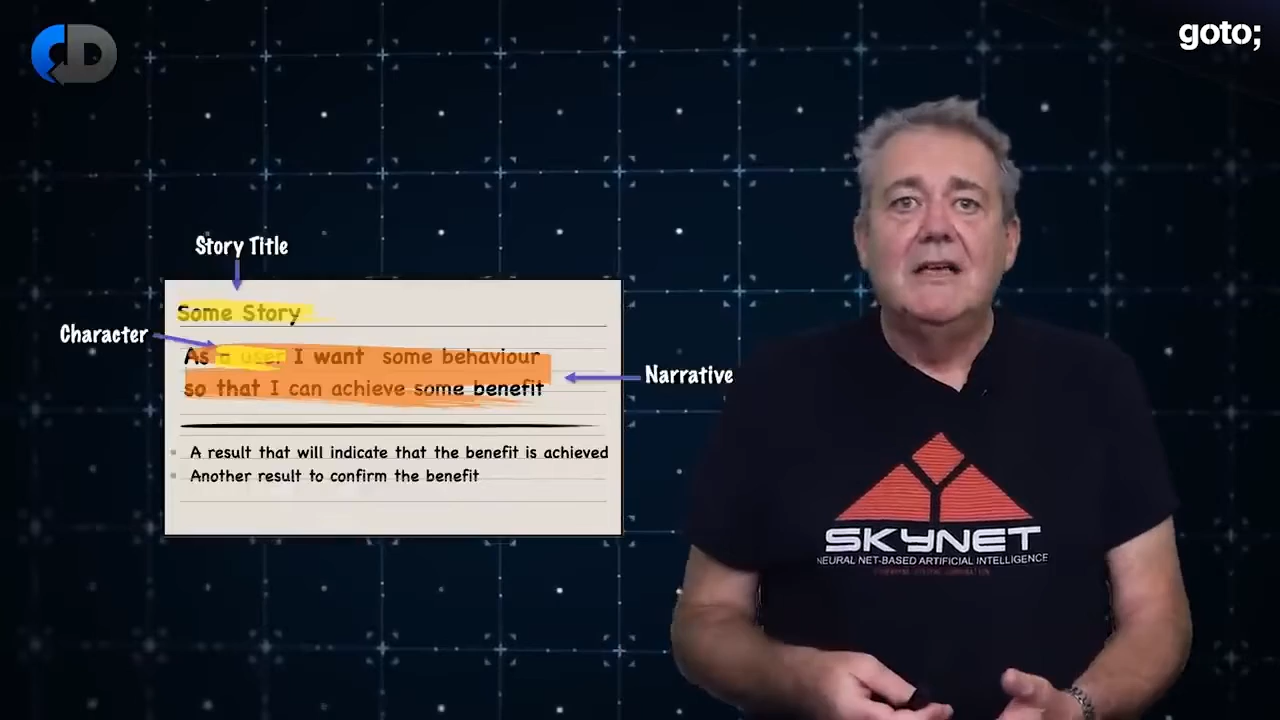 CD
goto;
Story Title
Some Story
Character
As a user I want some behaviour
so that I can achieve some benefit
Narrative
A result that will indicate that the benefit is achieved
Another result to confirm the benefit
SKYNET
NEURAL NET-BASED ARTIFICIAL INTELLIGENCE